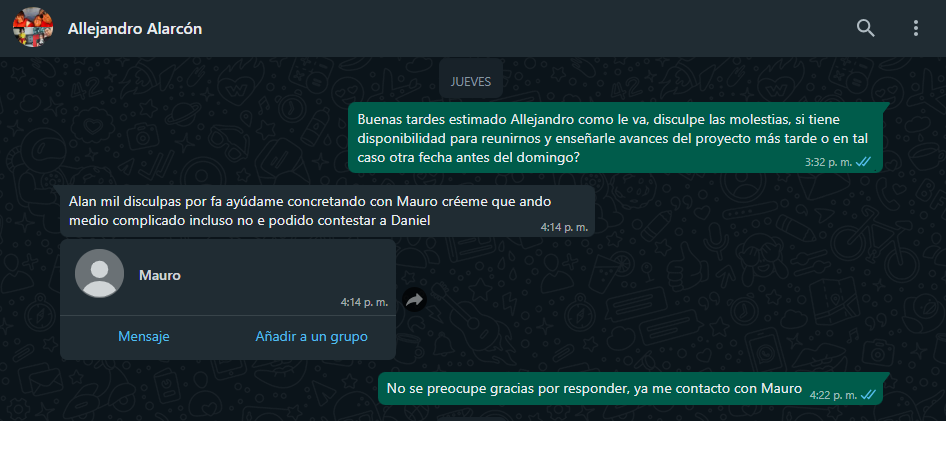 Allejandro Alarcón
JUEVES
Buenas tardes estimado Allejandro como le va, disculpe las molestias, si tiene
disponibilidad para reunirnos y enseñarle avances del proyecto más tarde o en tal
caso otra fecha antes del domingo?
3:32 p. m.
Alan mil disculpas por fa ayúdame concretando con Mauro créeme que ando
medio complicado incluso no e podido contestar a Daniel
4:14 p. m.
Mauro
4:14 p. m.
Mensaje
Añadir a un grupo
No se preocupe gracias por responder, ya me contacto con Mauro
4:22 p. m.